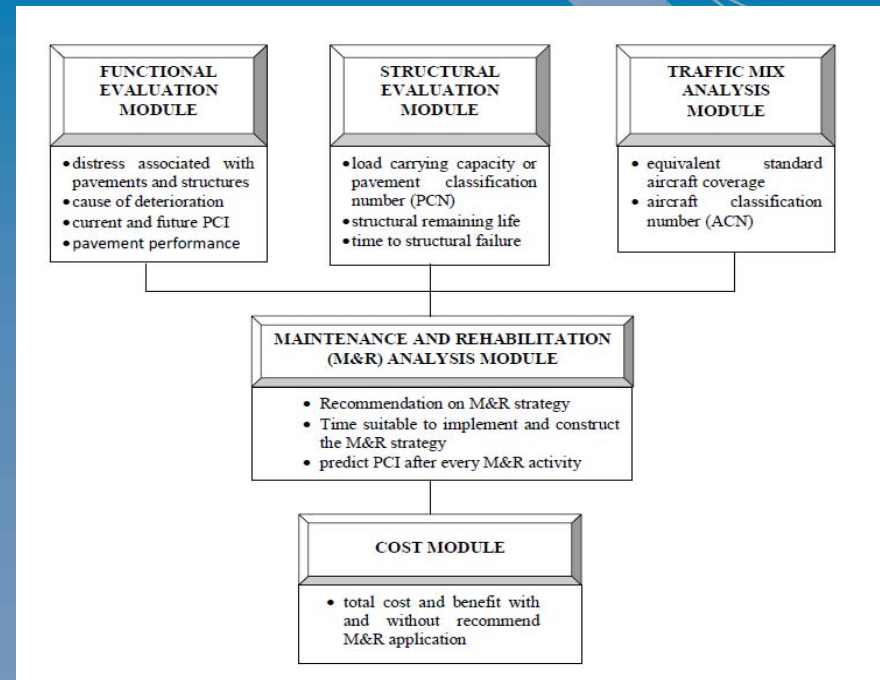 FUNCTIONAL
EVALUATION
MODULE
•distress associated with
pavements and structures
•cause of deterioration
•current and future PCI
•pavement performance
STRUCTURAL
EVALUATION
MODULE
•load carrying capacity or
pavement classification
number (PCN)
•structural remaining life
•time to structural failure
TRAFFIC MIX
ANALYSIS
MODULE
• equivalent standard
aircraft coverage
• aircraft classification
number (ACN)
MAINTENANCE AND REHABILITATION
(M&R) ANALYSIS MODULE
• Recommendation on M&R strategy
• Time suitable to implement and construct
the M&R strategy
• predict PCI after every M&R activity
COST MODULE
• total cost and benefit with
and without recommend
M&R application